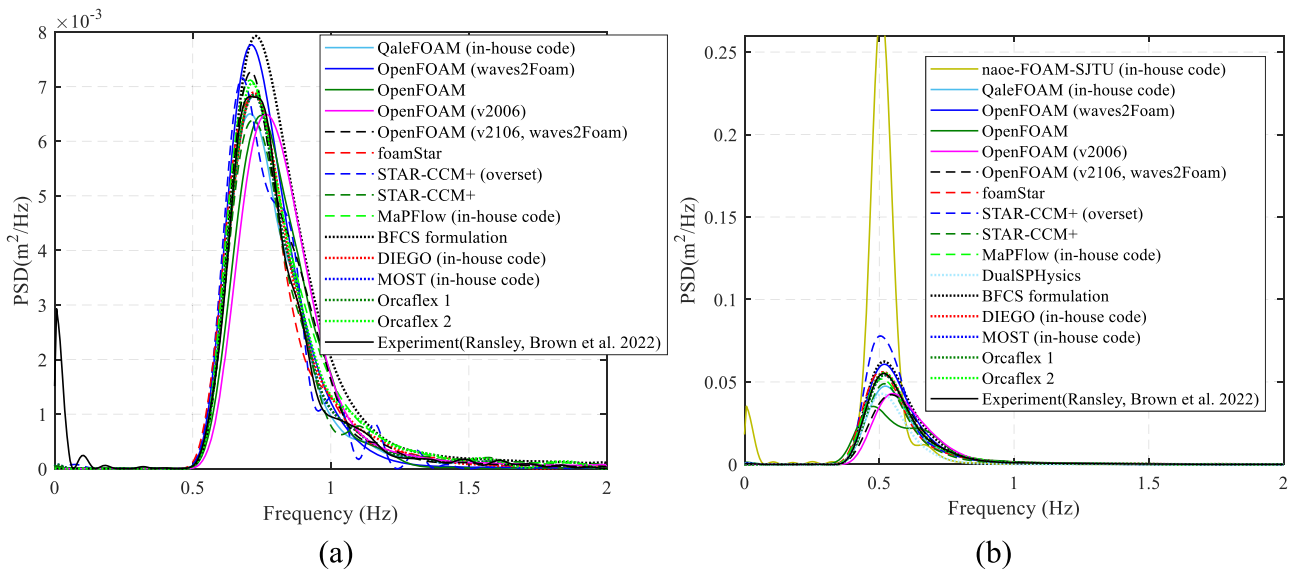 ×10⁻³
8
7
6
5
4
3
2
1
0
PSD(m²/Hz)
0
0.5
1
1.5
2
Frequency (Hz)
QaleFOAM (in-house code)
OpenFOAM (waves2Foam)
OpenFOAM
OpenFOAM (v2006)
OpenFOAM (v2106, waves2Foam)
foamStar
STAR-CCM+ (overset)
STAR-CCM+
MaPFlow (in-house code)
BFCS formulation
DIEGO (in-house code)
MOST (in-house code)
Orcaflex 1
Orcaflex 2
Experiment(Ransley, Brown et al. 2022)
(a)
0.25
0.2
0.15
0.1
0.05
0
PSD(m²/Hz)
0
0.5
1
1.5
2
Frequency (Hz)
naoe-FOAM-SJTU (in-house code)
QaleFOAM (in-house code)
OpenFOAM (waves2Foam)
OpenFOAM
OpenFOAM (v2006)
OpenFOAM (v2106, waves2Foam)
foamStar
STAR-CCM+ (overset)
STAR-CCM+
MaPFlow (in-house code)
DualSPHysics
BFCS formulation
DIEGO (in-house code)
MOST (in-house code)
Orcaflex 1
Orcaflex 2
Experiment(Ransley, Brown et al. 2022)
(b)